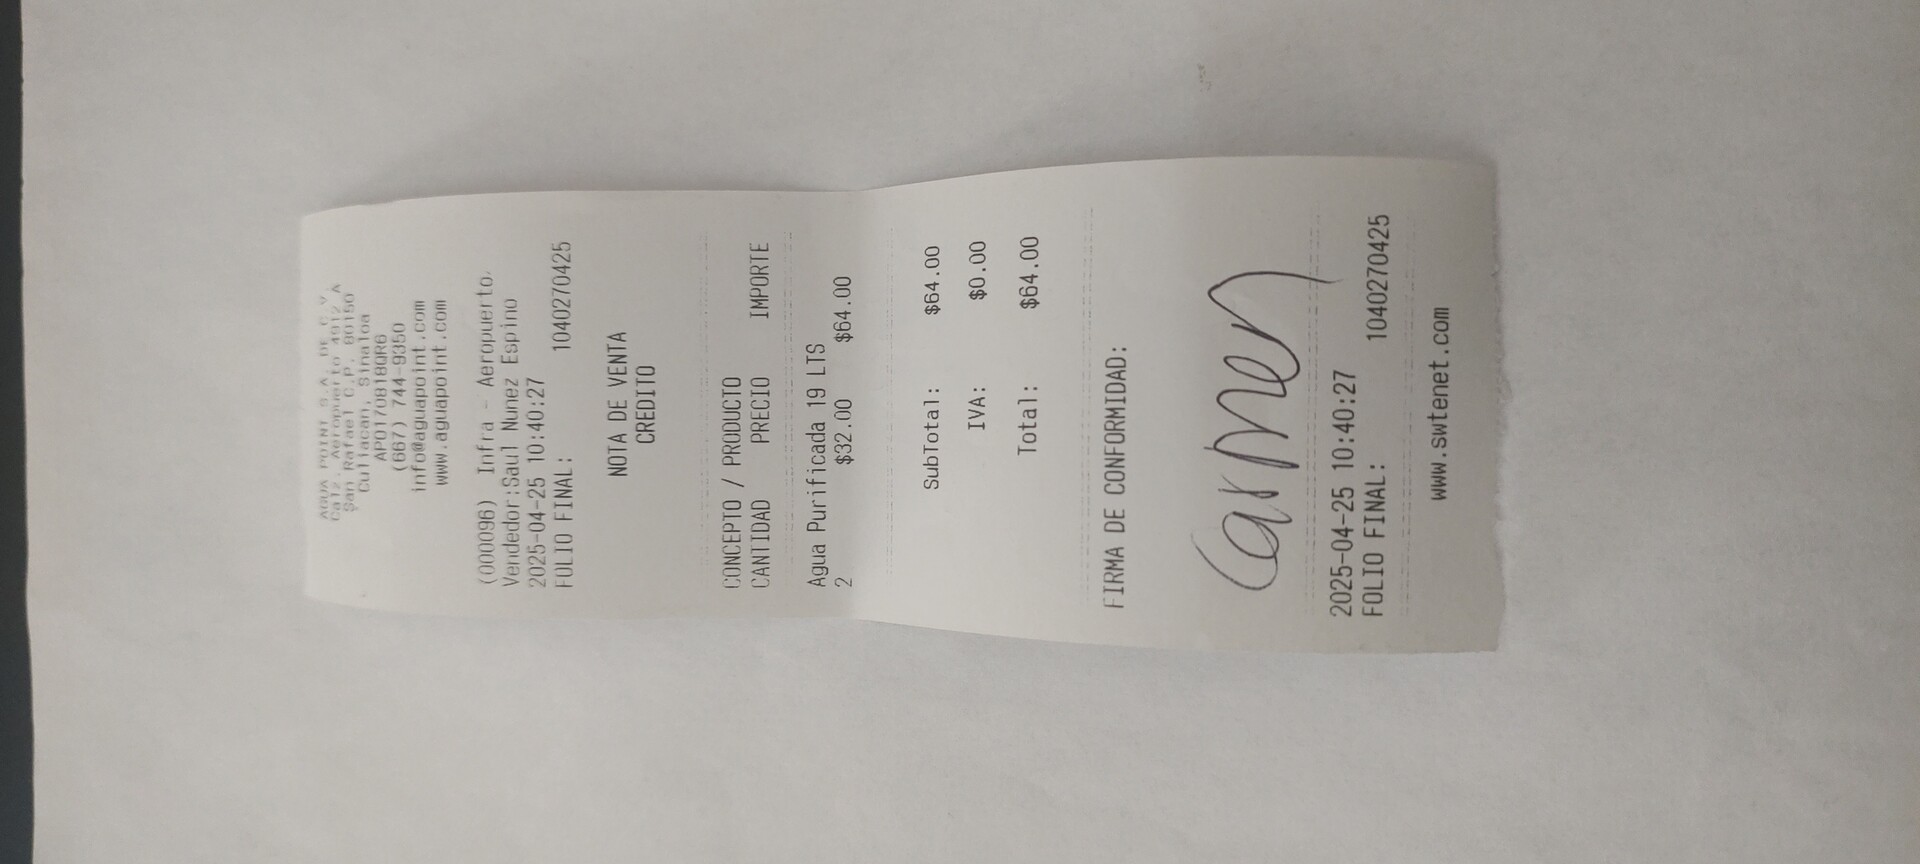 AGUA POINT S.A. DE C.V.
Calz. Aeropuerto 4912 A
San Rafael C.P. 80150
Culiacan, Sinaloa
APO170818QR6
(667) 744-9350
info@aguapoint.com
www.aguapoint.com
(000096) Infra - Aeropuerto.
Vendedor:Saul Nunez Espino
2025-04-25 10:40:27
FOLIO FINAL: 1040270425
NOTA DE VENTA
CREDITO
CONCEPTO / PRODUCTO
CANTIDAD PRECIO IMPORTE
Agua Purificada 19 LTS
2 $32.00 $64.00
SubTotal: $64.00
IVA: $0.00
Total: $64.00
FIRMA DE CONFORMIDAD:
Carmen
2025-04-25 10:40:27
FOLIO FINAL: 1040270425
www.swtenet.com